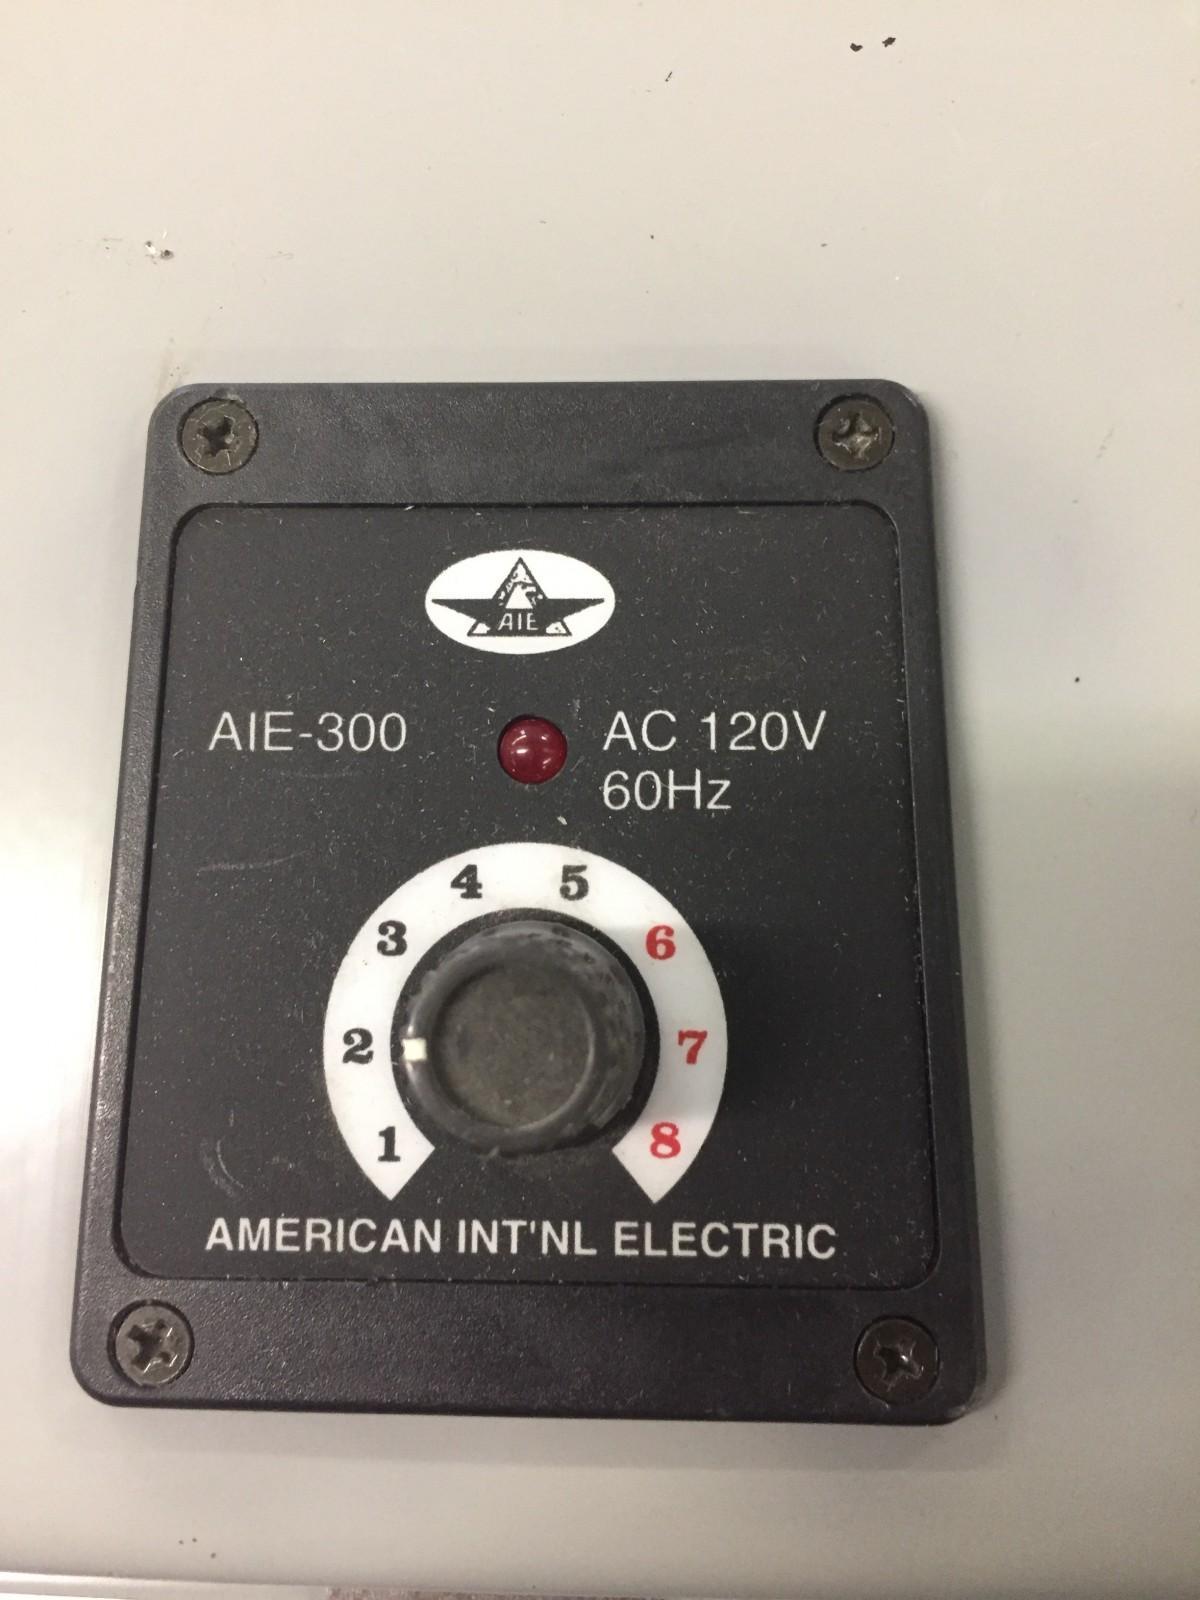 AIE
AIE-300
AC 120V
60Hz
1
2
3
4
5
6
7
8
AMERICAN INT'NL ELECTRIC